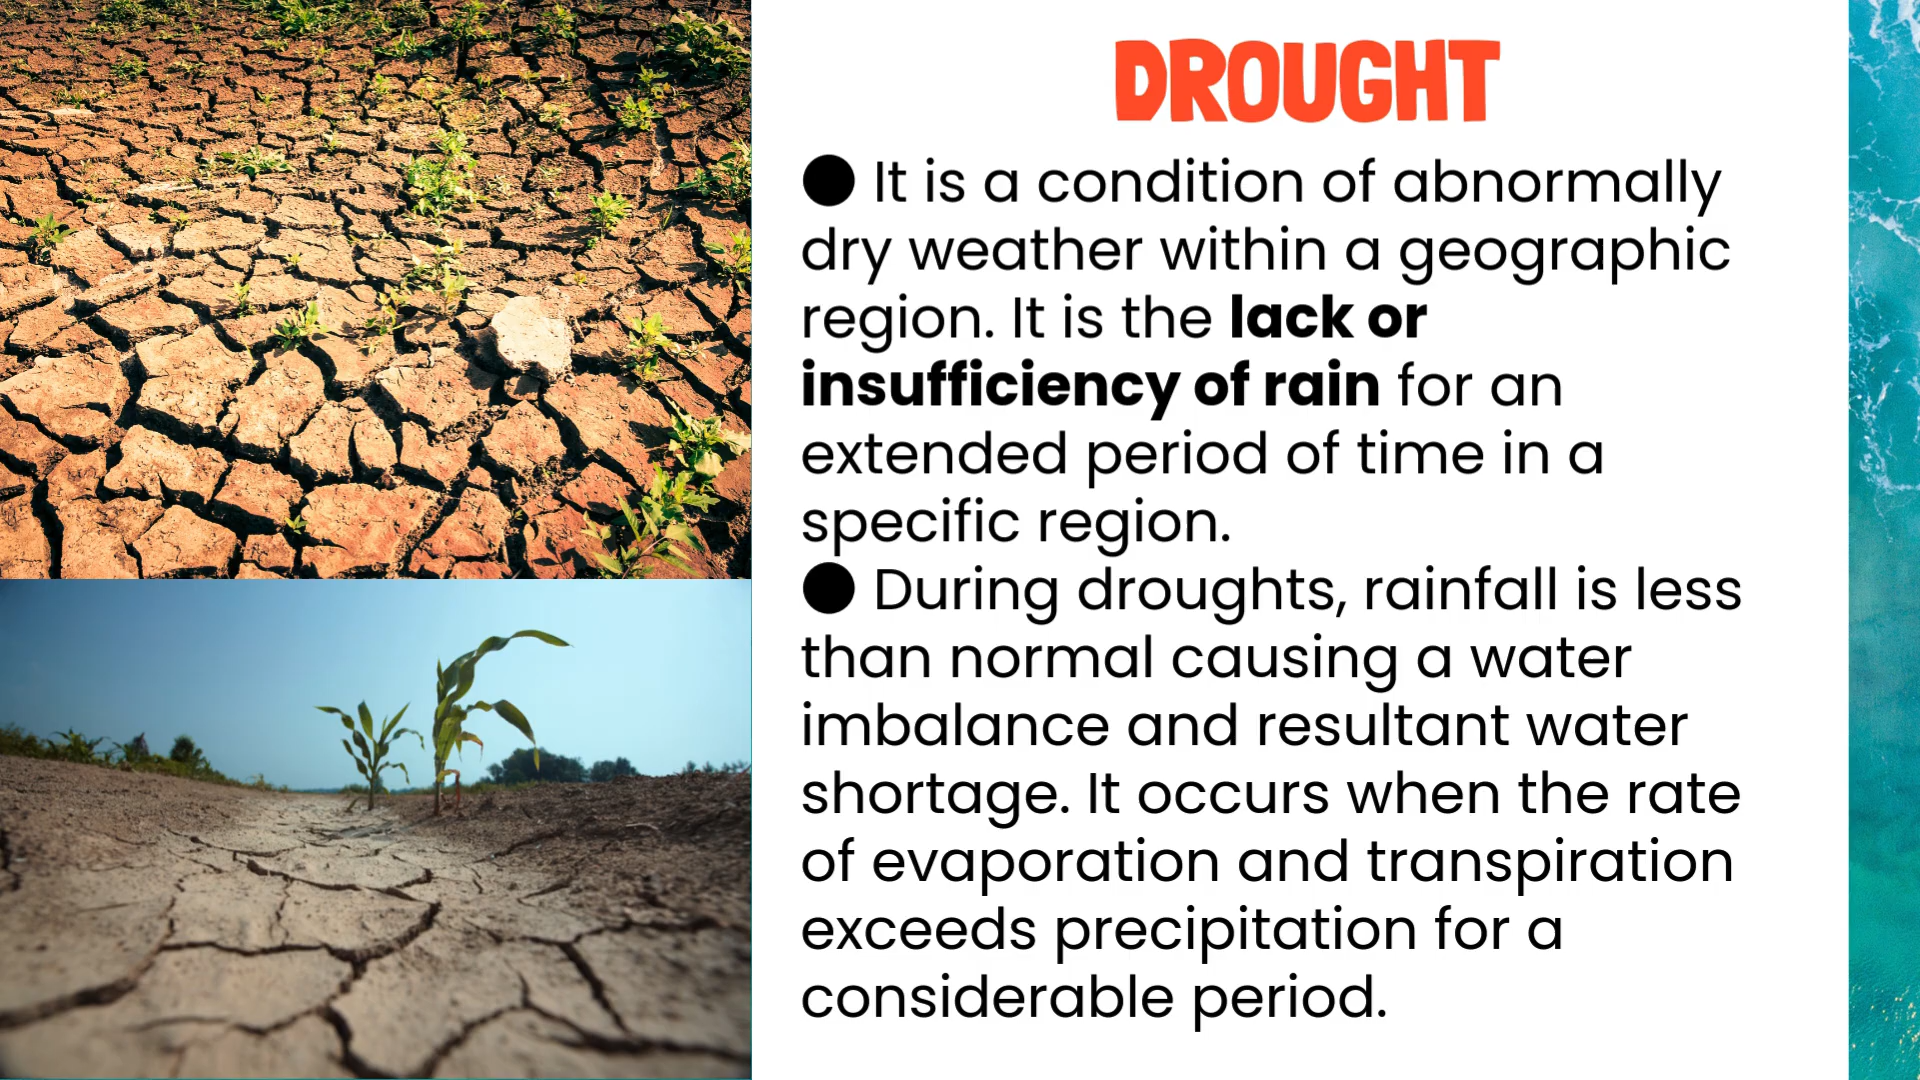 DROUGHT
● It is a condition of abnormally
dry weather within a geographic
region. It is the lack or
insufficiency of rain for an
extended period of time in a
specific region.
● During droughts, rainfall is less
than normal causing a water
imbalance and resultant water
shortage. It occurs when the rate
of evaporation and transpiration
exceeds precipitation for a
considerable period.